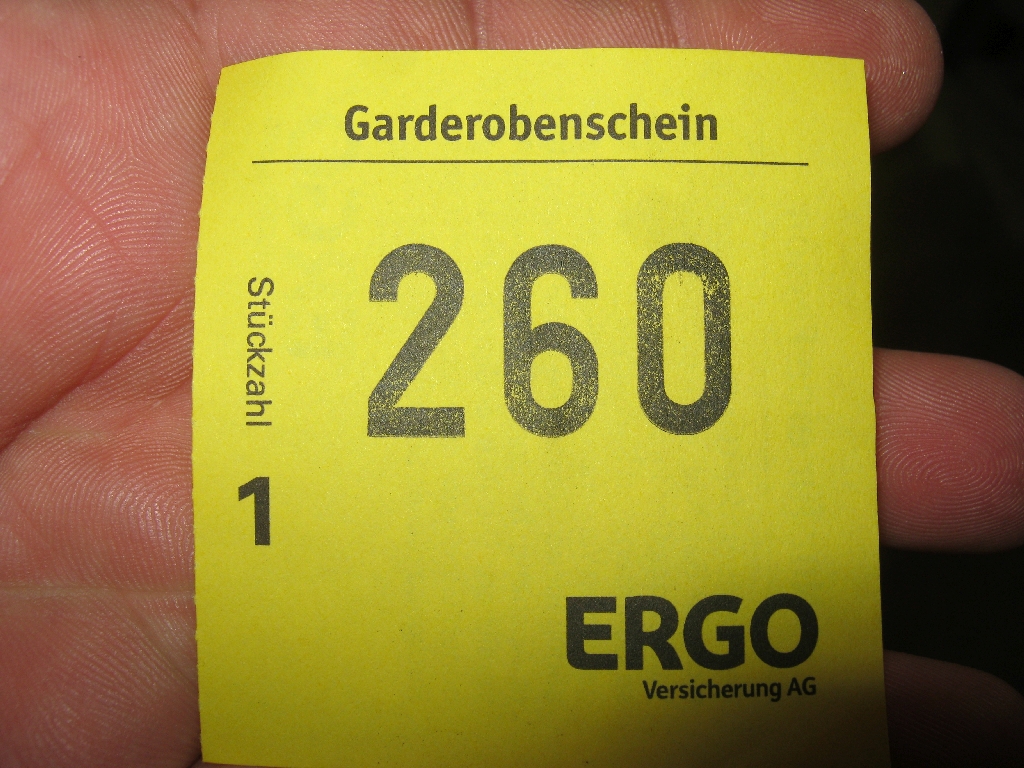 Garderobenschein
260
Stückzahl
1
ERGO
Versicherung AG